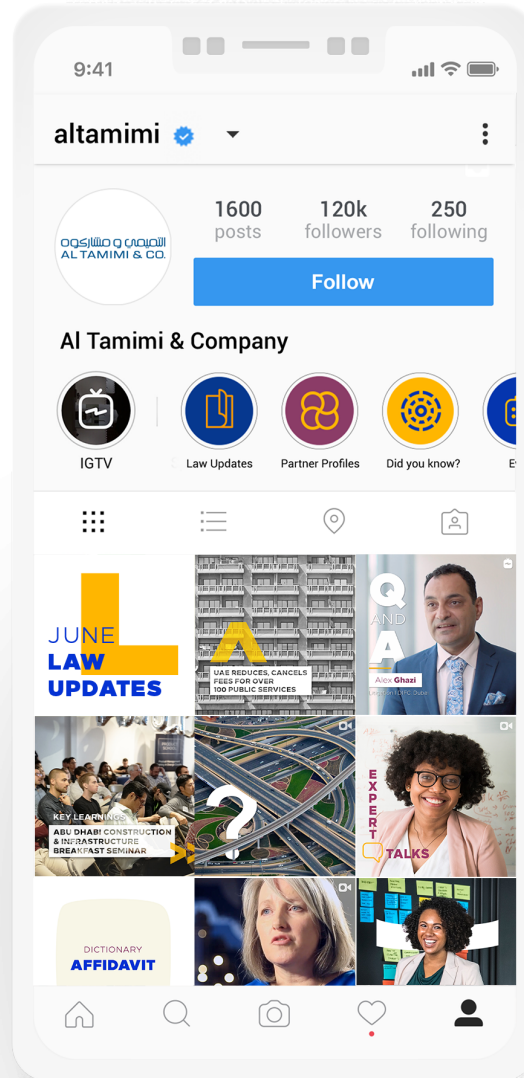 9:41
altamimi
1600
posts
120k
followers
250
following
التميمي و مشاركوه
AL TAMIMI & CO.
Follow
Al Tamimi & Company
IGTV
Law Updates
Partner Profiles
Did you know?
JUNE
LAW
UPDATES
UAE REDUCES, CANCELS
FEES FOR OVER
100 PUBLIC SERVICES
Q
AND
A
Alex Ghazi
KEY LEARNINGS
ABU DHABI CONSTRUCTION
& INFRASTRUCTURE
BREAKFAST SEMINAR
?
EXPERT
TALKS
DICTIONARY
AFFIDAVIT